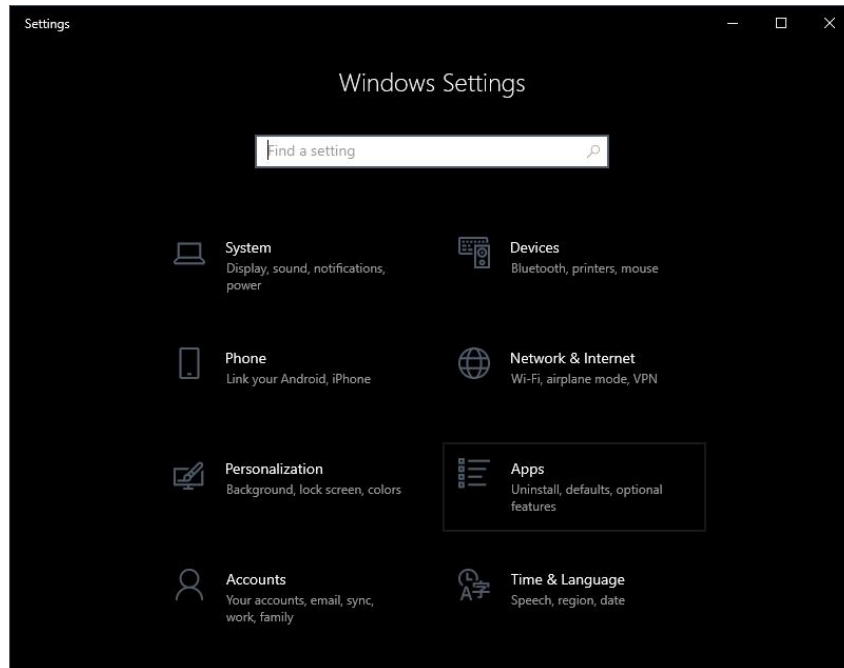 Settings
Windows Settings
Find a setting
System
Display, sound, notifications,
power
Devices
Bluetooth, printers, mouse
Phone
Link your Android, iPhone
Network & Internet
Wi-Fi, airplane mode, VPN
Personalization
Background, lock screen, colors
Apps
Uninstall, defaults, optional
features
Accounts
Your accounts, email, sync,
work, family
Time & Language
Speech, region, date